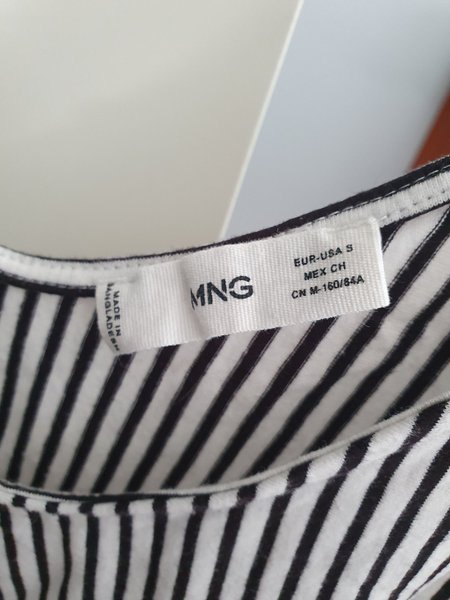 MADE IN
BANGLADESH
MNG
EUR-USA S
MEX CH
CN M-160/84A